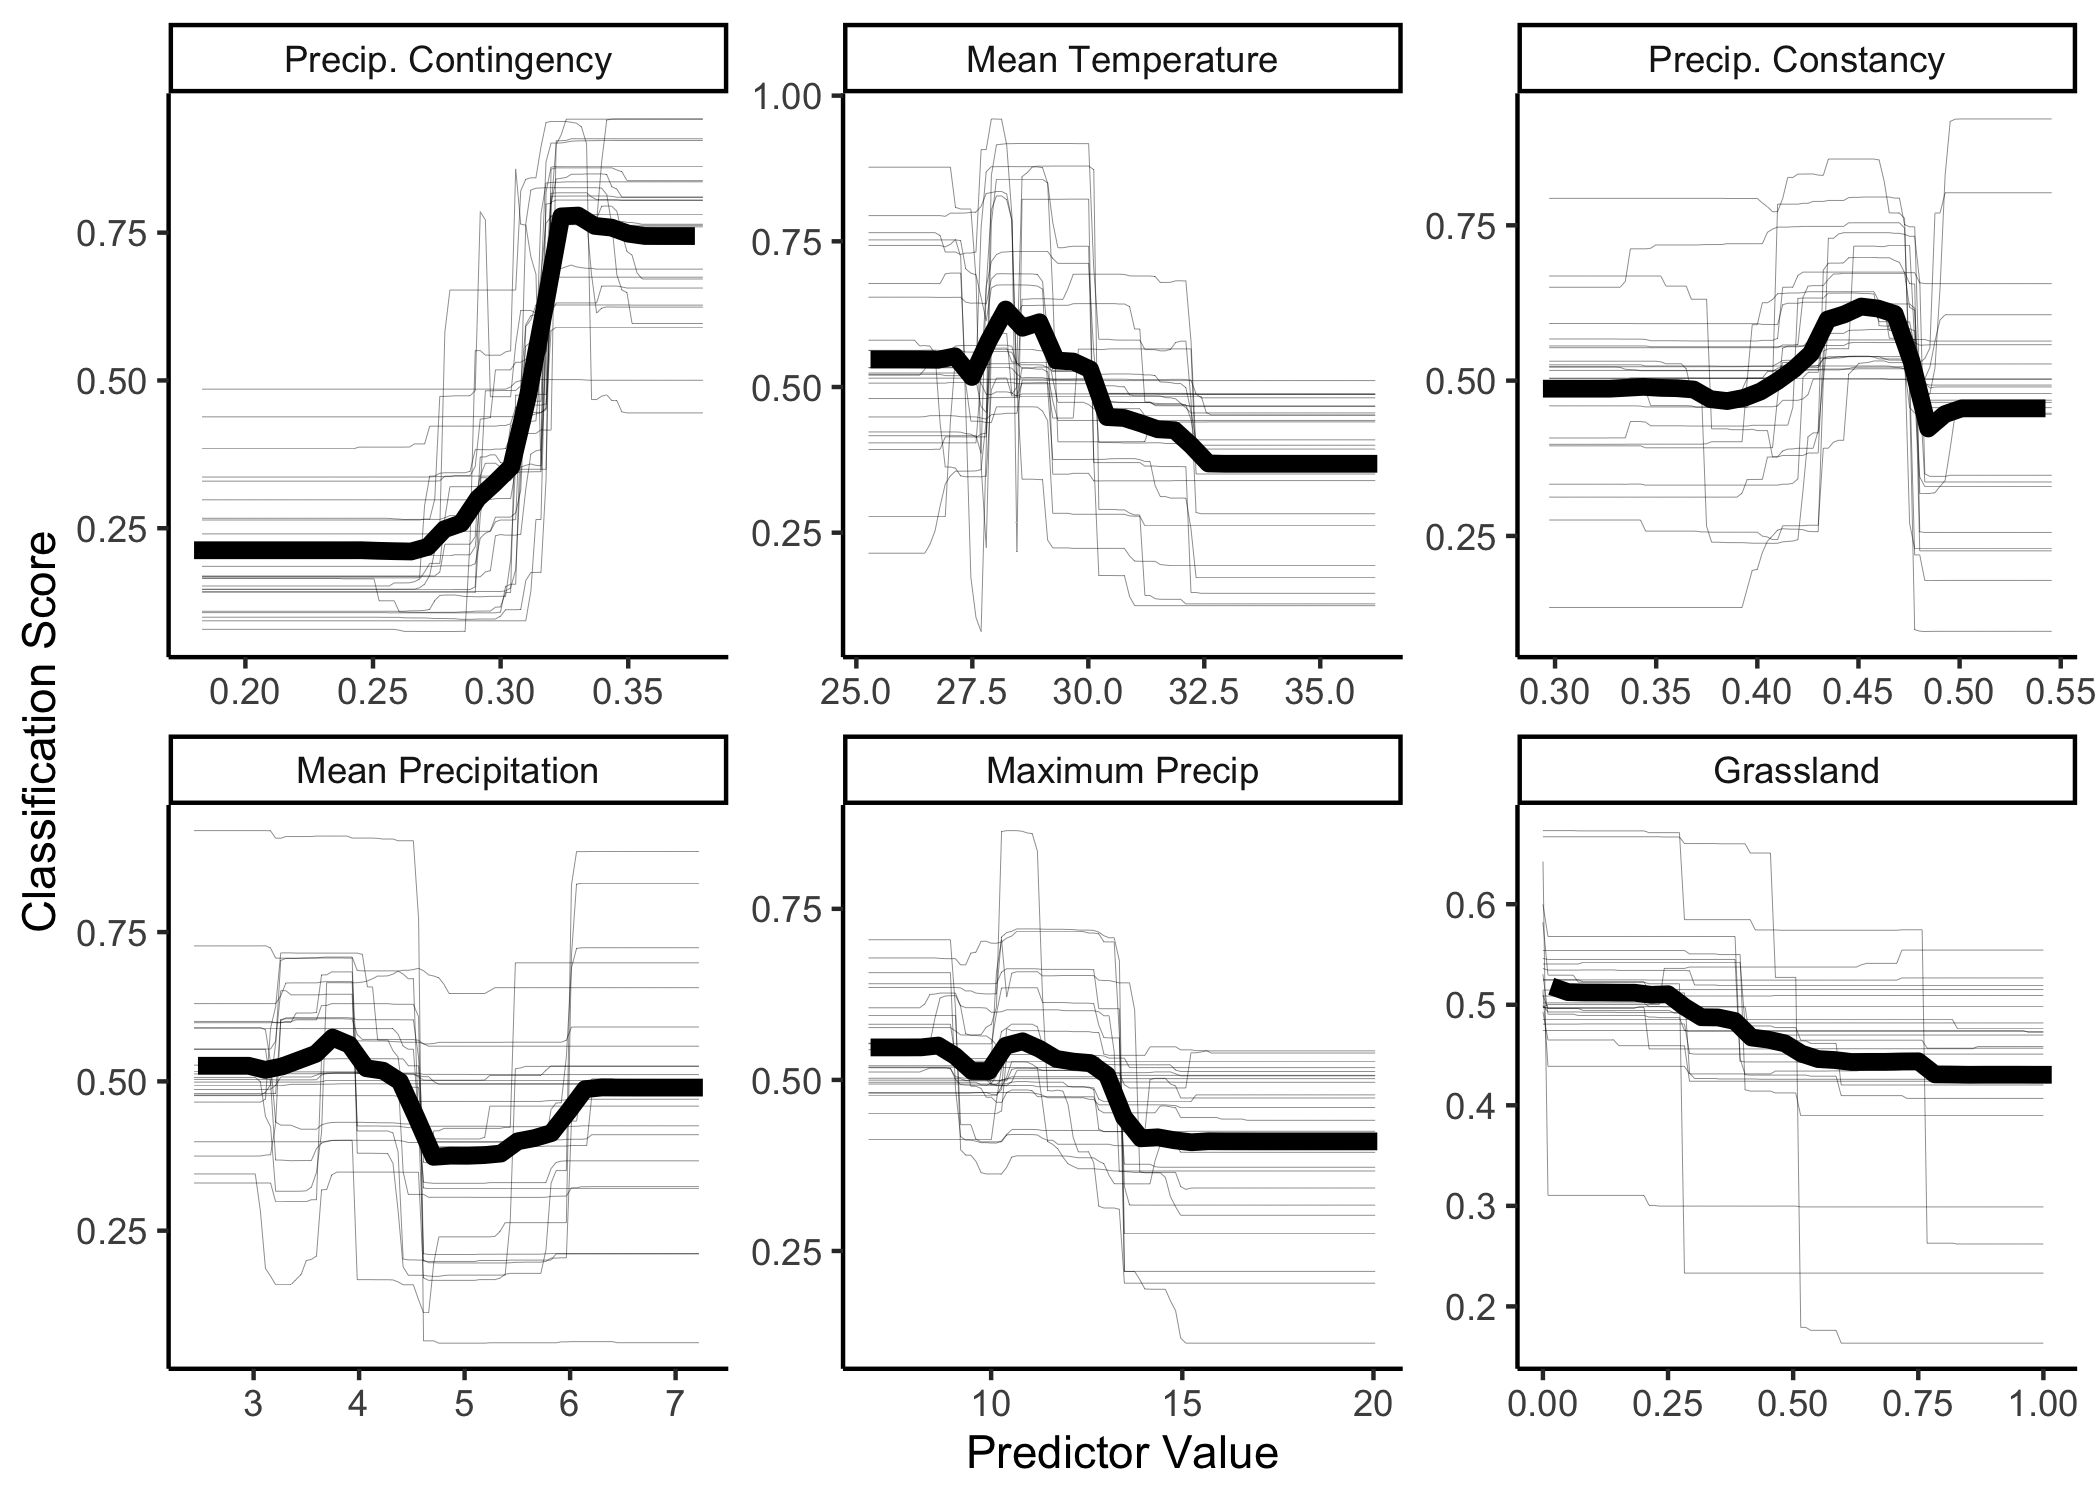 Precip. Contingency
Mean Temperature
Precip. Constancy
1.00
0.75
0.50
0.25
0.75
0.50
0.25
0.75
0.50
0.25
0.20 0.25 0.30 0.35
25.0 27.5 30.0 32.5 35.0
0.30 0.35 0.40 0.45 0.50 0.55
Classification Score
Mean Precipitation
Maximum Precip
Grassland
0.75
0.50
0.25
0.75
0.50
0.25
0.6
0.5
0.4
0.3
0.2
3 4 5 6 7
10 15 20
0.00 0.25 0.50 0.75 1.00
Predictor Value